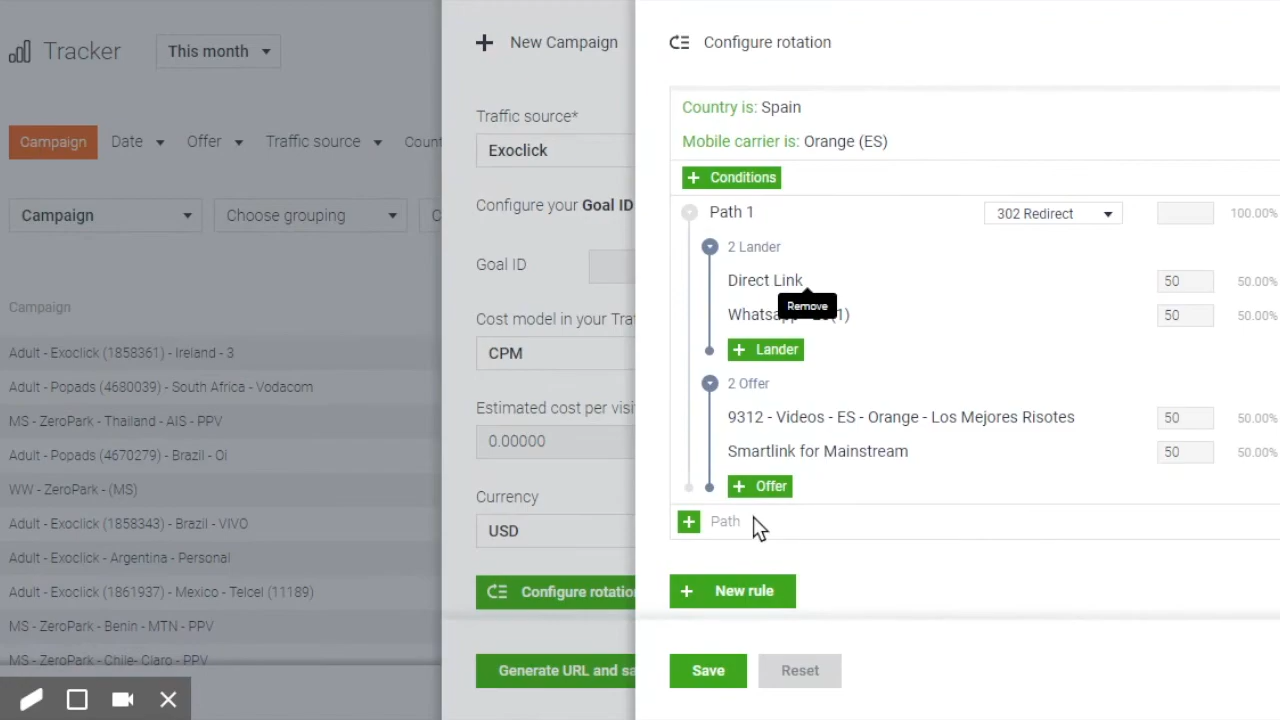 Tracker
This month
Campaign
Date
Offer
Traffic source
Count
Campaign
Choose grouping
C
Campaign
Adult - Exoclick (1858361) - Ireland - 3
Adult - Popads (4680039) - South Africa - Vodacom
MS - ZeroPark - Thailand - AIS - PPV
Adult - Popads (4670279) - Brazil - Oi
WW - ZeroPark - (MS)
Adult - Exoclick (1858343) - Brazil - VIVO
Adult - Exoclick - Argentina - Personal
Adult - Exoclick (1861937) - Mexico - Telcel (11189)
MS - ZeroPark - Benin - MTN - PPV
MS - ZeroPark - Chile- Claro - PPV
New Campaign
Traffic source*
Exoclick
Configure your Goal ID
Goal ID
Cost model in your Tra
CPM
Estimated cost per visi
0.00000
Currency
USD
Configure rotatio
Generate URL and sa
Configure rotation
Country is: Spain
Mobile carrier is: Orange (ES)
Conditions
Path 1
302 Redirect
100.00%
2 Lander
Direct Link
50
50.00%
Remove
Whatsap (1)
50
50.00%
Lander
2 Offer
9312 - Videos - ES - Orange - Los Mejores Risotes
50
50.00%
Smartlink for Mainstream
50
50.00%
Offer
Path
New rule
Save
Reset